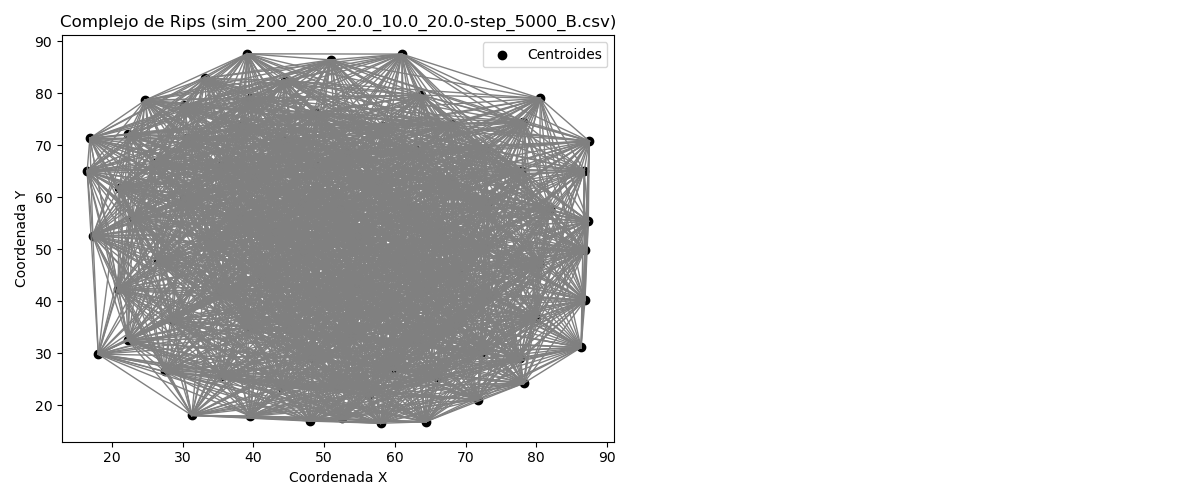 Complejo de Rips (sim_200_200_20.0_10.0_20.0-step_5000_B.csv)
Centroides
90
80
70
60
50
40
30
20
Coordenada Y
20 30 40 50 60 70 80 90
Coordenada X